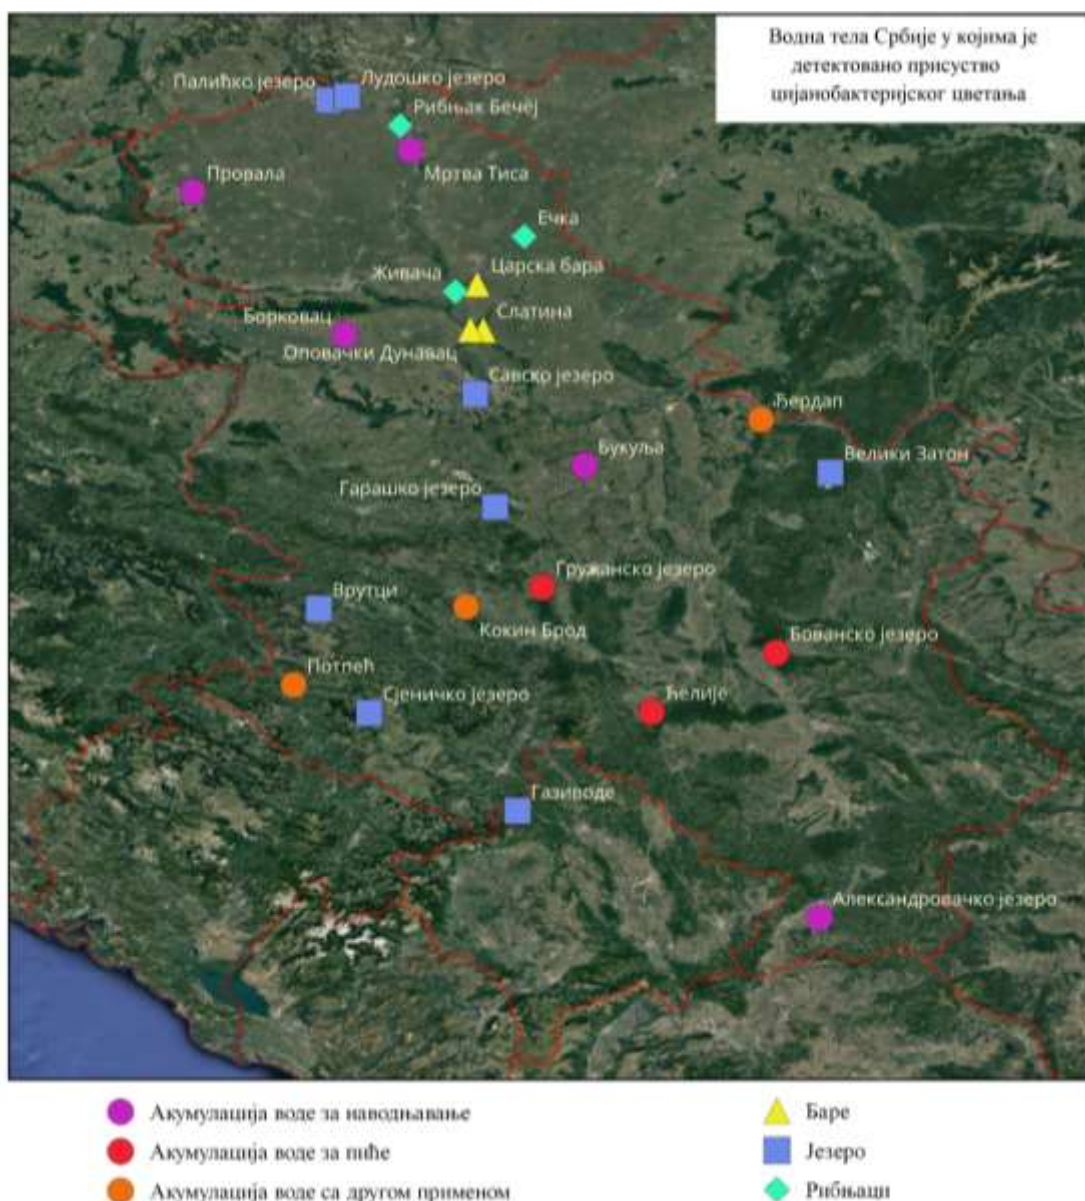 Водна тела Србије у којима је
детектовано присуство
цијанобактеријског цветања
Палићко језеро
Лудошко језеро
Рибњак Бечеј
Мртва Тиса
Провала
Ечка
Царска бара
Живача
Слатина
Борковац
Оповачки Дунавац
Савско језеро
Ђердап
Букуља
Велики Затон
Гарашко језеро
Гружанско језеро
Врутци
Кокин Брод
Бованско језеро
Потпећ
Сјеничко језеро
Ћелије
Газиводе
Александровачко језеро
Акумулација воде за наводњавање
Баре
Акумулација воде за пиће
Језеро
Акумулација воде са другом применом
Рибњаци